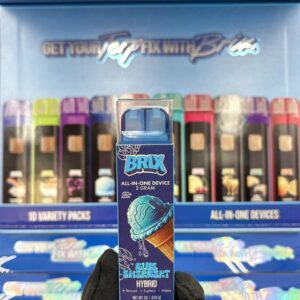 GET YOUR Terp FIX WITH Brix
BRIX
ALL-IN-ONE DEVICE
2 GRAM
BLUE SHERBERT
HYBRID
10 VARIETY PACKS
ALL-IN-ONE DEVICES